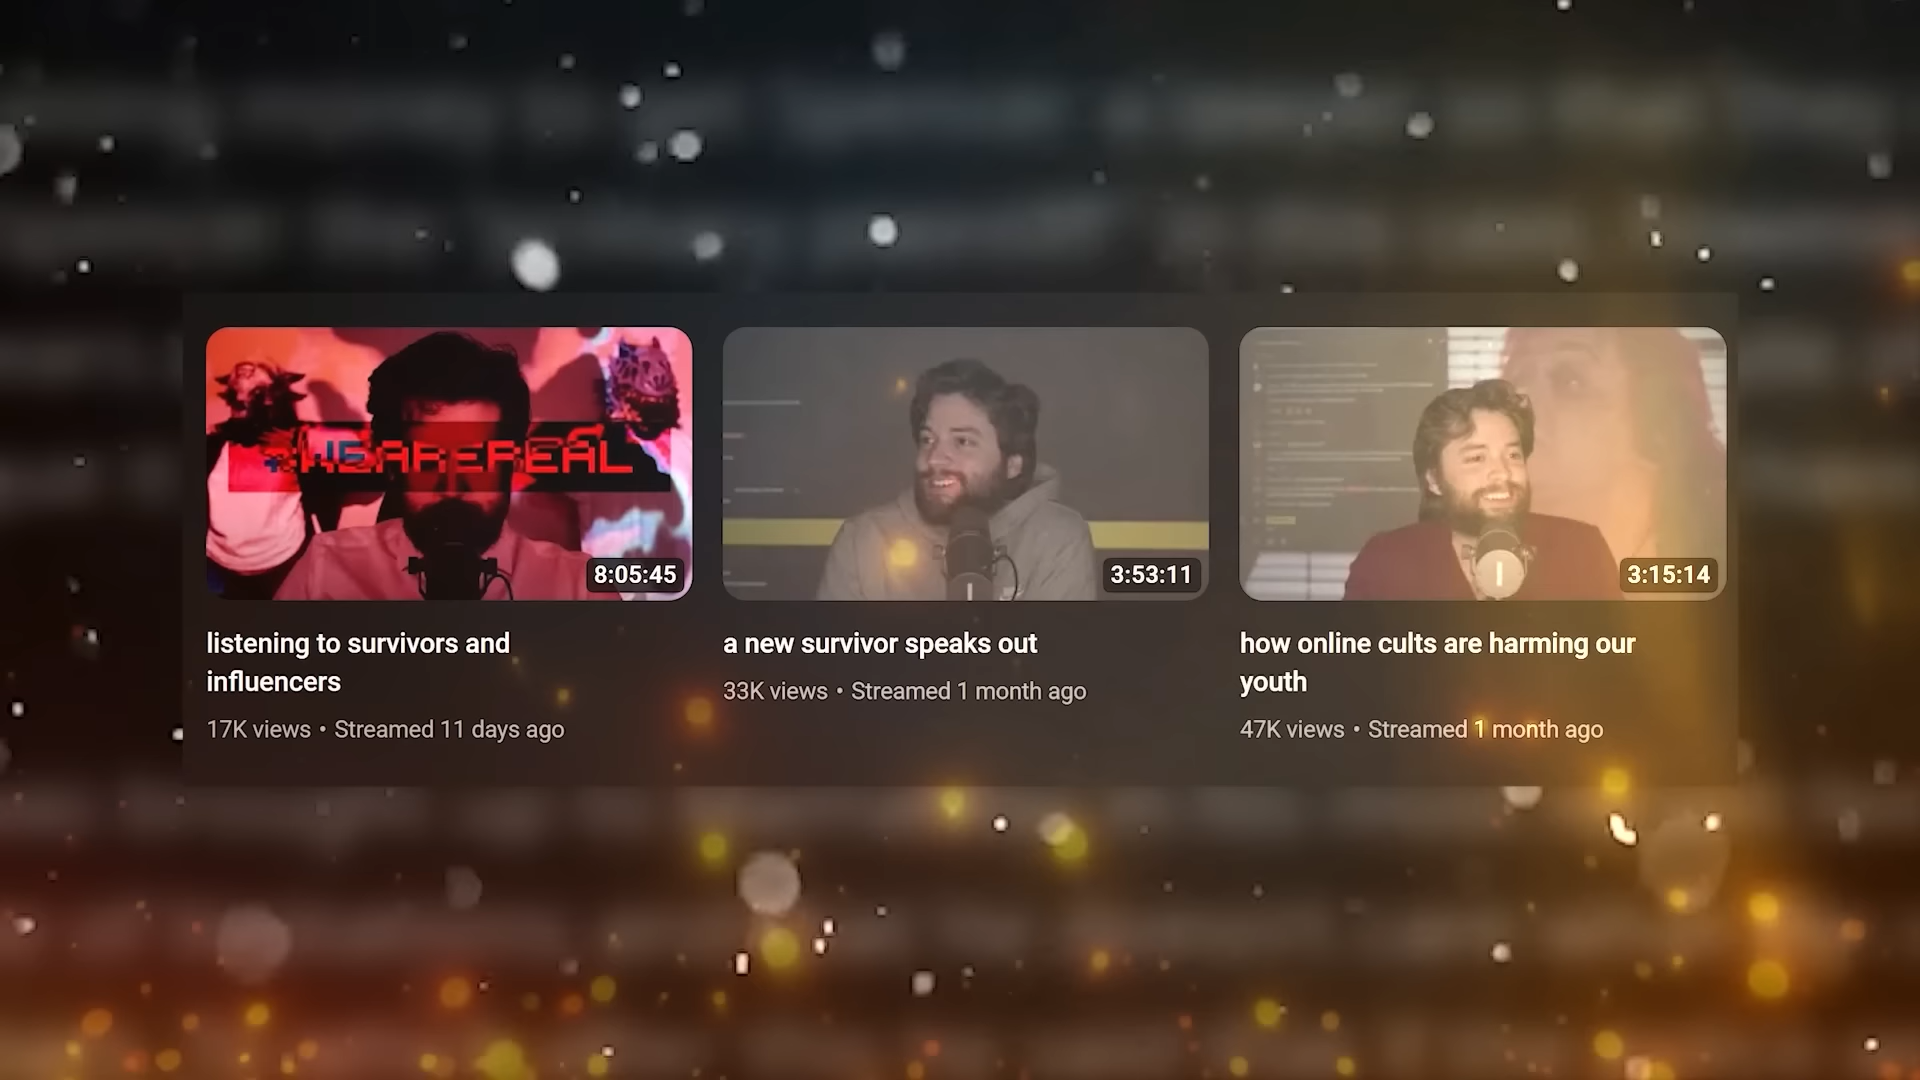 #WEAREREAL
8:05:45
3:53:11
3:15:14
listening to survivors and
influencers
17K views • Streamed 11 days ago
a new survivor speaks out
33K views • Streamed 1 month ago
how online cults are harming our
youth
47K views • Streamed 1 month ago